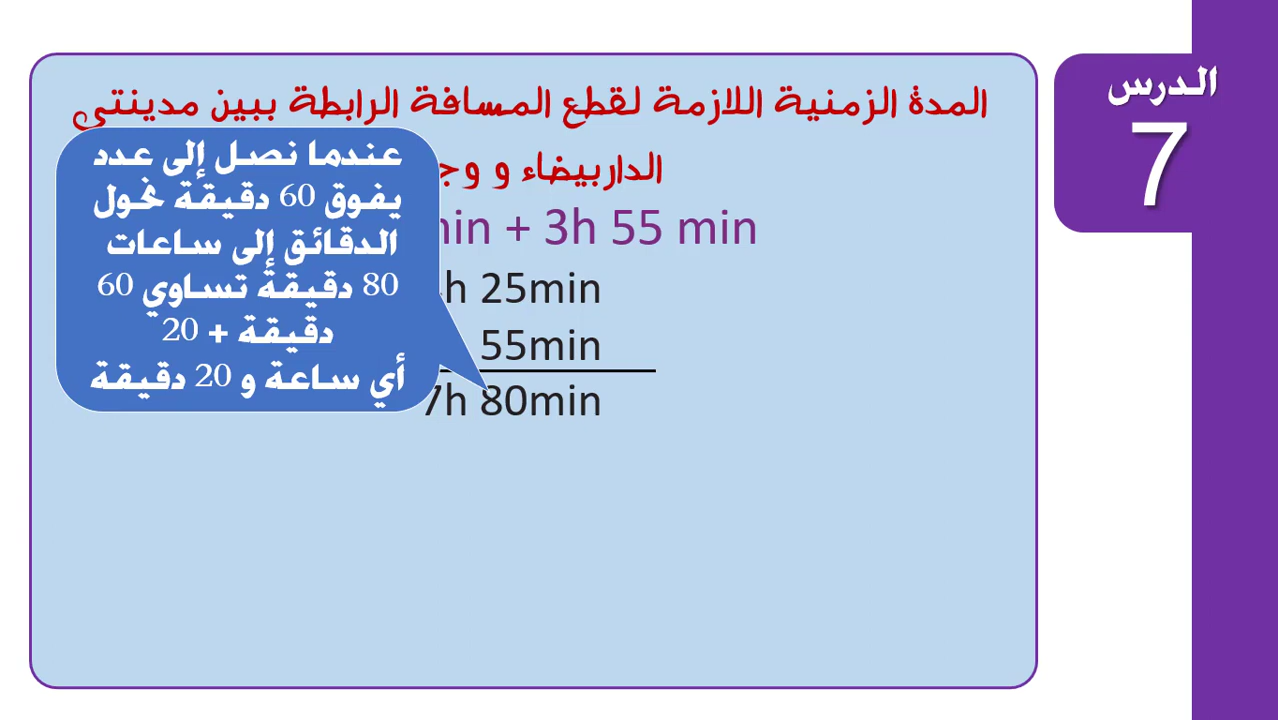 الدرس
7
المدة الزمنية اللازمة لقطع المسافة الرابطة ببين مدينتي
الداربيضاء و وج
min + 3h 55 min
h 25min
55min
7h 80min
عندما نصل إلى عدد
يفوق 60 دقيقة نحول
الدقائق إلى ساعات
80 دقيقة تساوي 60
دقيقة + 20
أي ساعة و 20 دقيقة